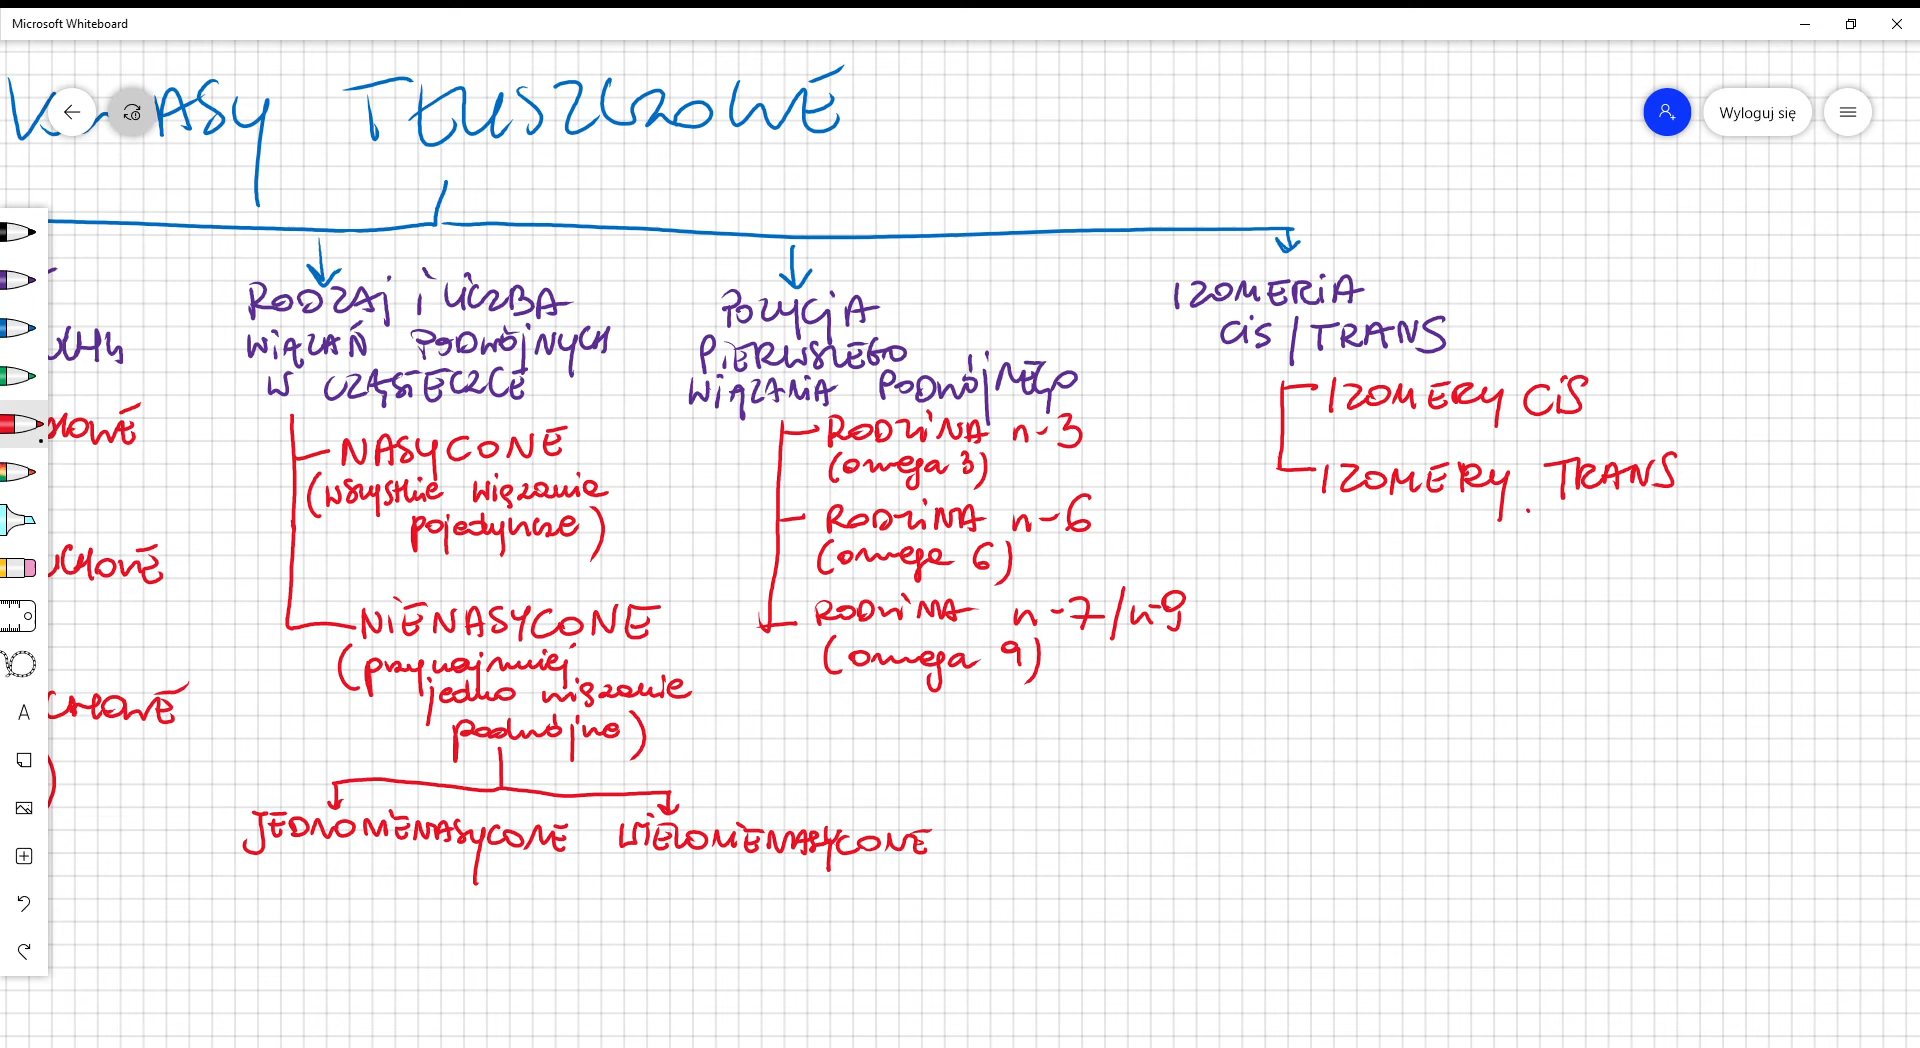 Microsoft Whiteboard
KWASY TŁUSZCZOWE
Wyloguj się
RODZAJ i LICZBA
WIĄZAŃ PODWÓJNYCH
W CZĄSTECZCE
NASYCONE
(wszystkie wiązania
pojedyncze)
NIENASYCONE
(przynajmniej
jedno wiązanie
podwójne)
JEDNONIENASYCONE
WIELONIENASYCONE
POZYCJA
PIERWSZEGO
WIĄZANIA PODWÓJNEGO
RODZINA n-3
(omega 3)
RODZINA n-6
(omega 6)
RODZINA n-7/n-9
(omega 9)
IZOMERIA
CIS/TRANS
IZOMERY CIS
IZOMERY TRANS